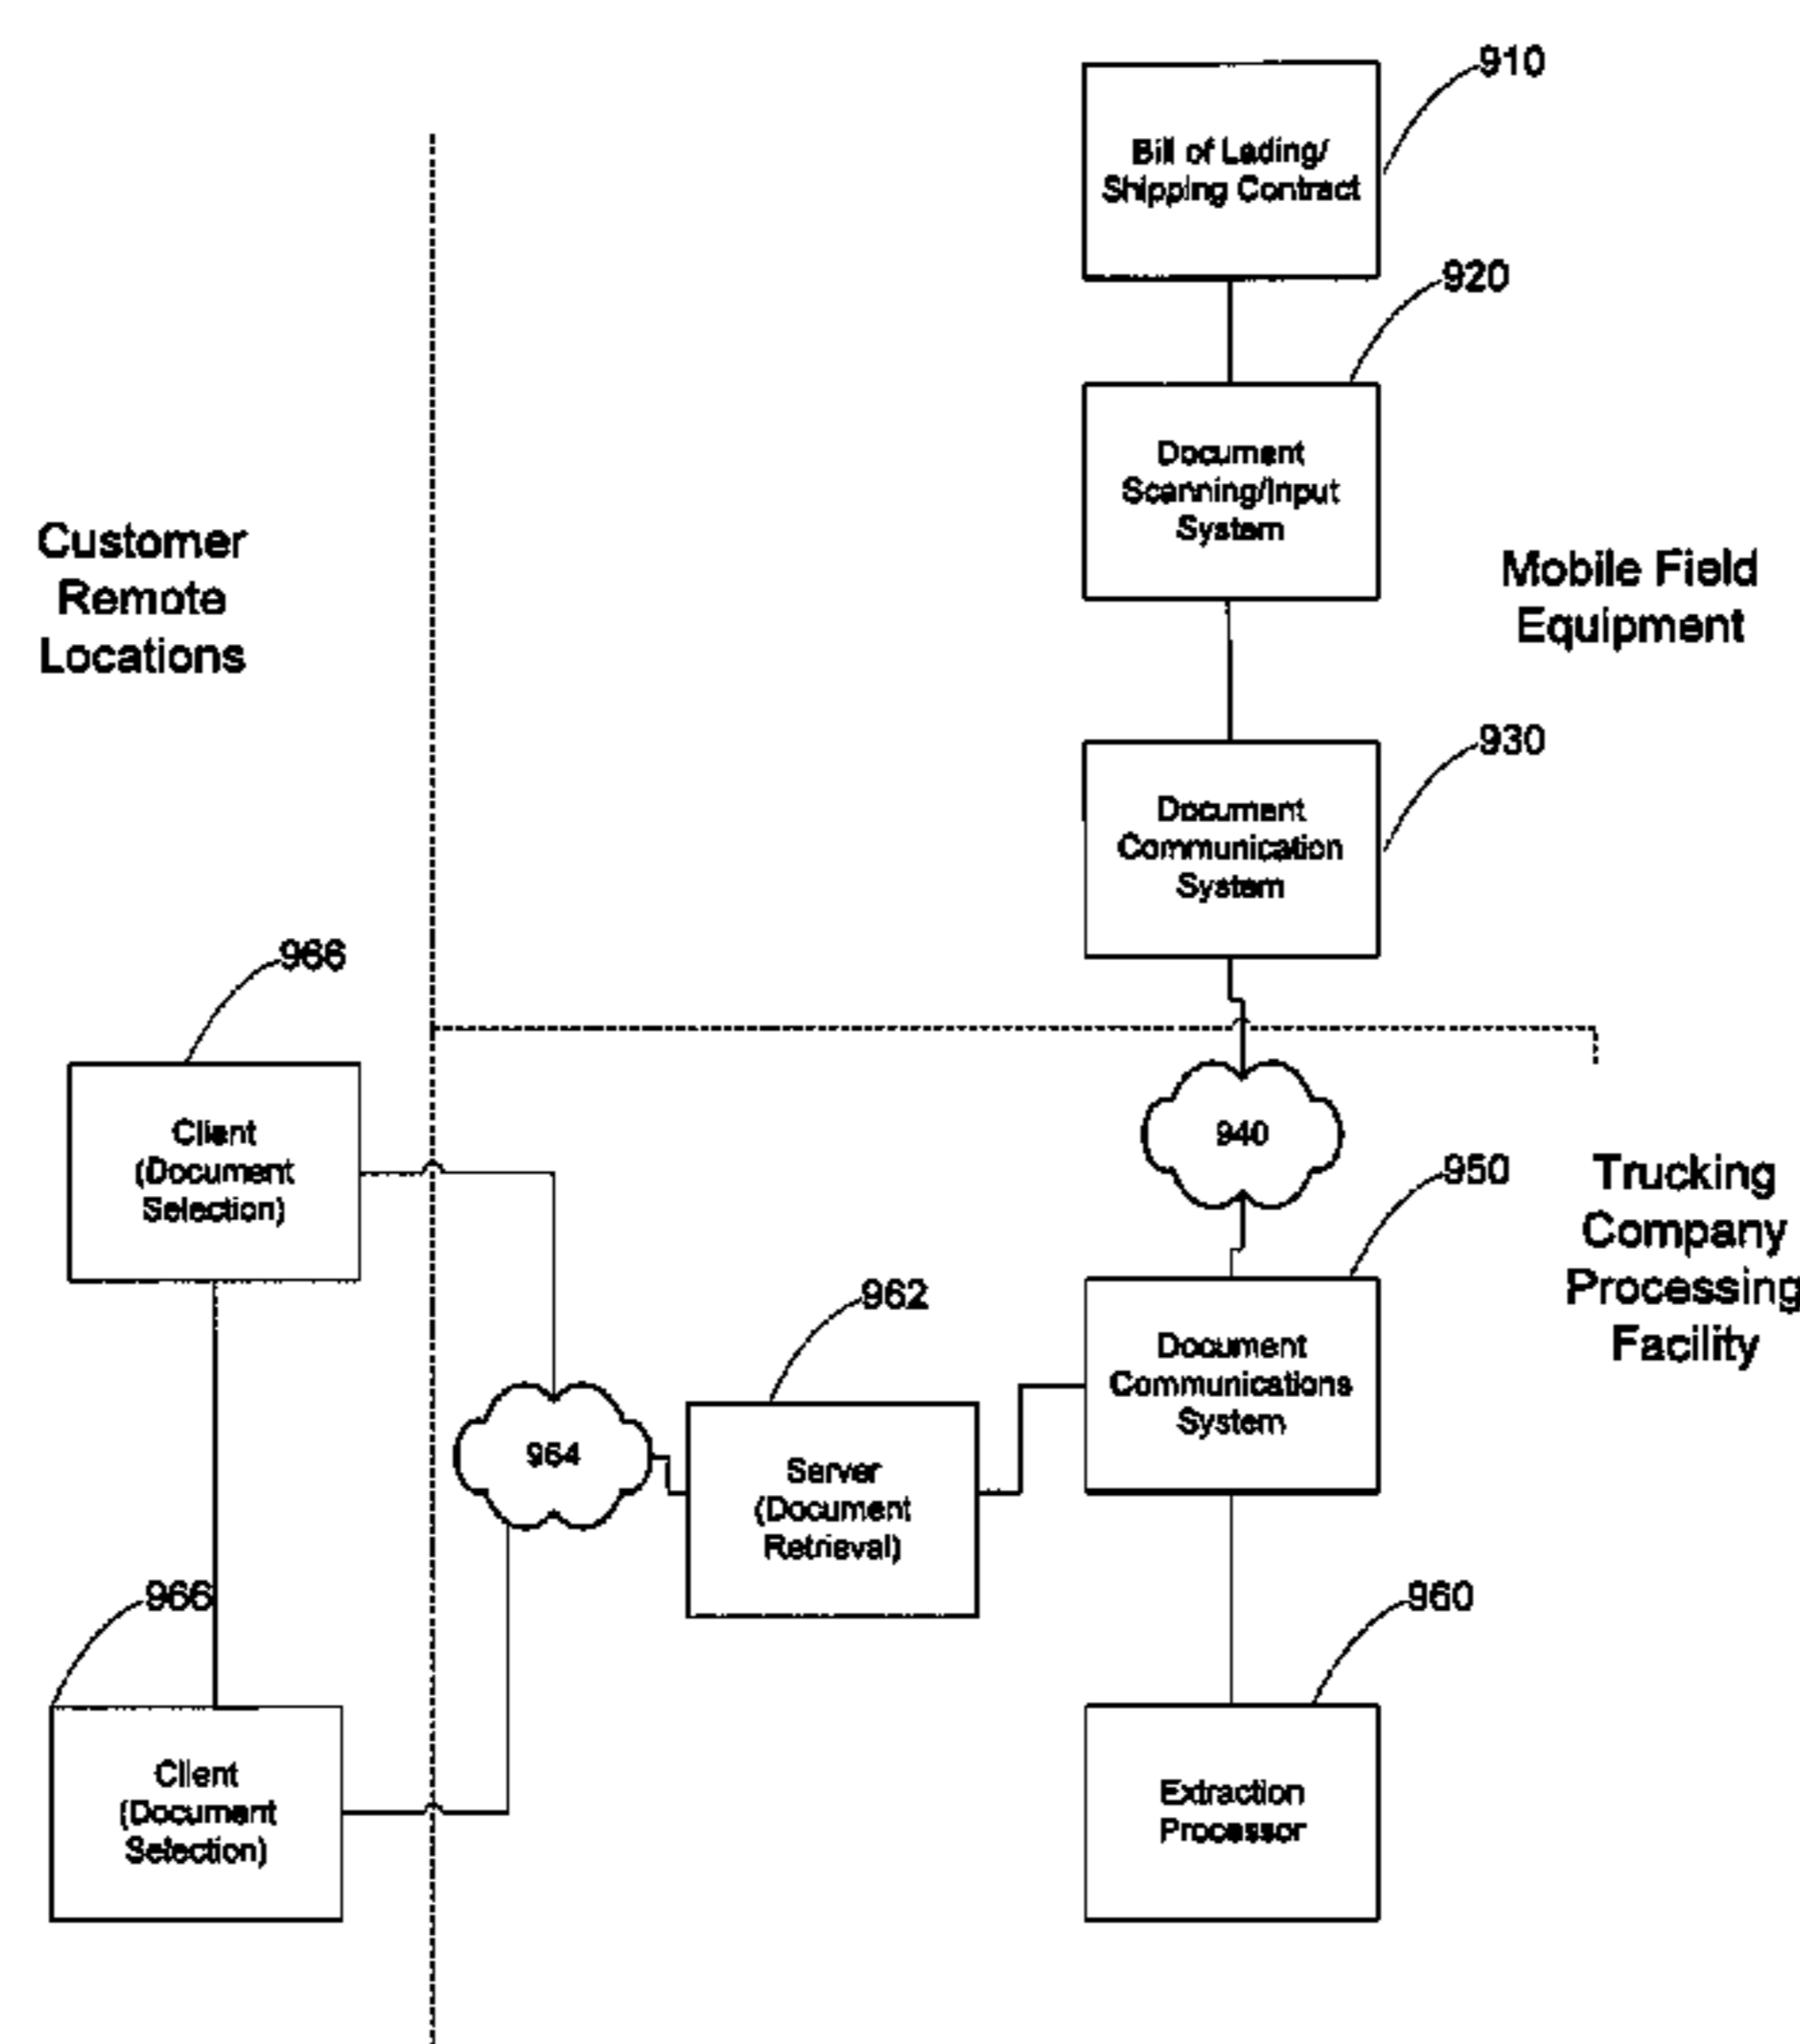 910
Bill of Lading/
Shipping Contract
920
Document
Scanning/Input
System
Customer
Remote
Locations
Mobile Field
Equipment
930
Document
Communication
System
966
Client
(Document
Selection)
940
950
Trucking
Company
Processing
Facility
Document
Communications
System
962
964
Server
(Document
Retrieval)
966
Client
(Document
Selection)
960
Extraction
Processor